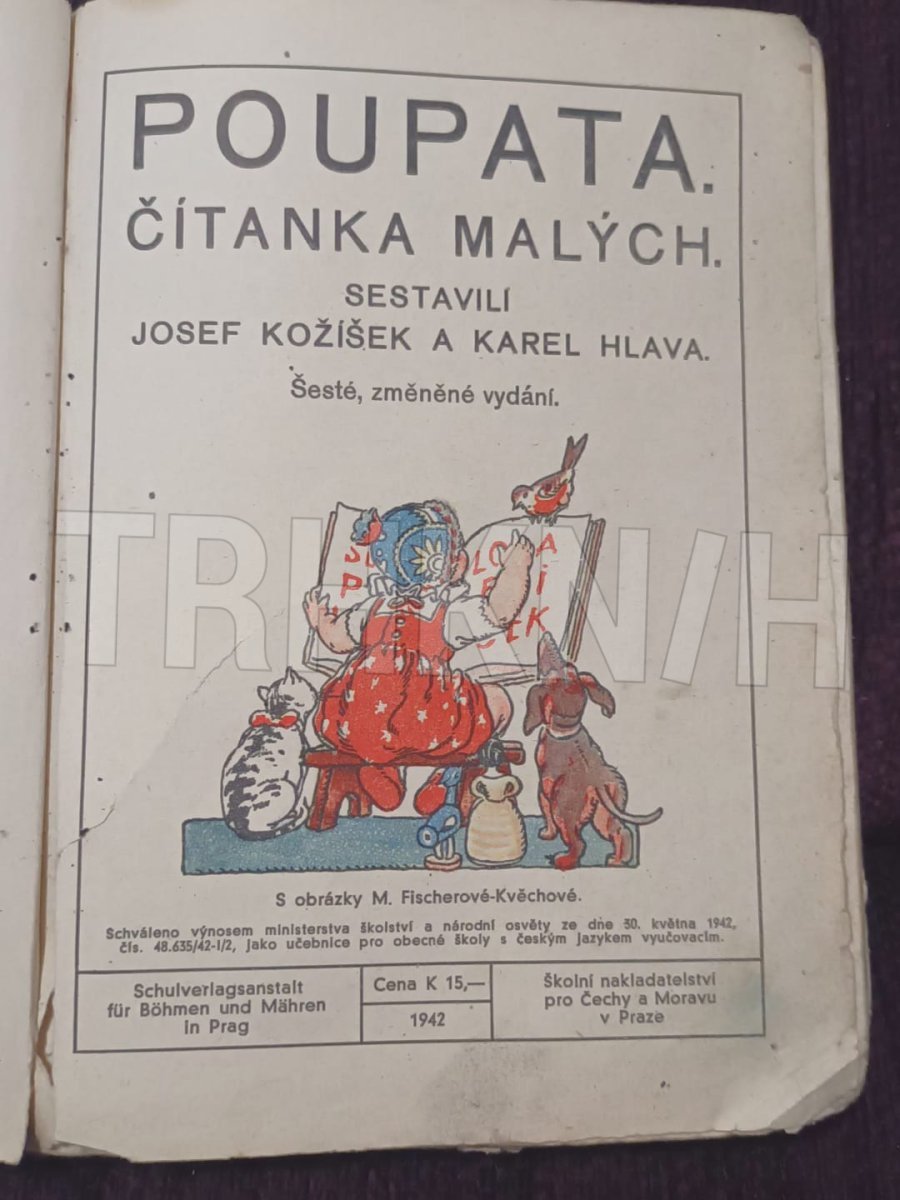 POUPATA.
ČÍTANKA MALÝCH.
SESTAVILI
JOSEF KOŽÍŠEK A KAREL HLAVA.
Šesté, změněné vydání.
S obrázky M. Fischerové-Kvěchové.
Schváleno výnosem ministerstva školství a národní osvěty ze dne 30. května 1942,
čís. 48.635/42-I/2, jako učebnice pro obecné školy s českým jazykem vyučovacím.
Schulverlagsanstalt
für Böhmen und Mähren
in Prag
Cena K 15,—
1942
Školní nakladatelství
pro Čechy a Moravu
v Praze